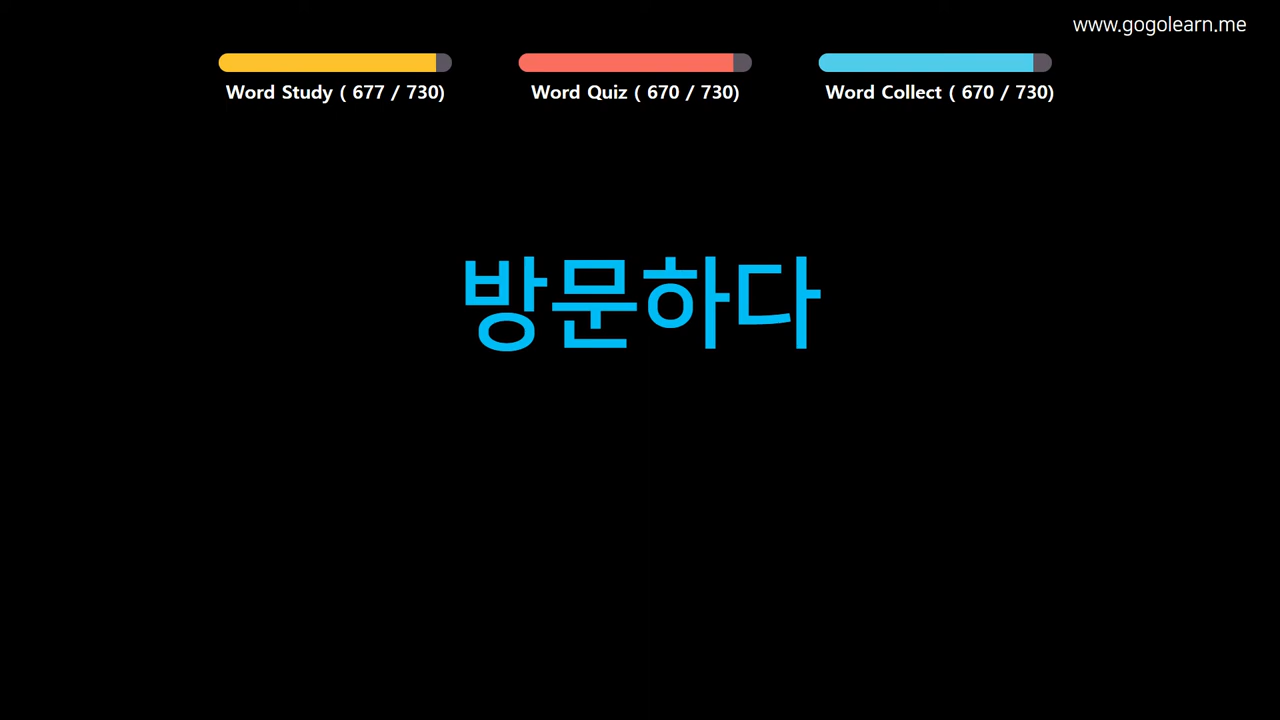 www.gogolearn.me
Word Study ( 677 / 730)
Word Quiz ( 670 / 730)
Word Collect ( 670 / 730)
방문하다